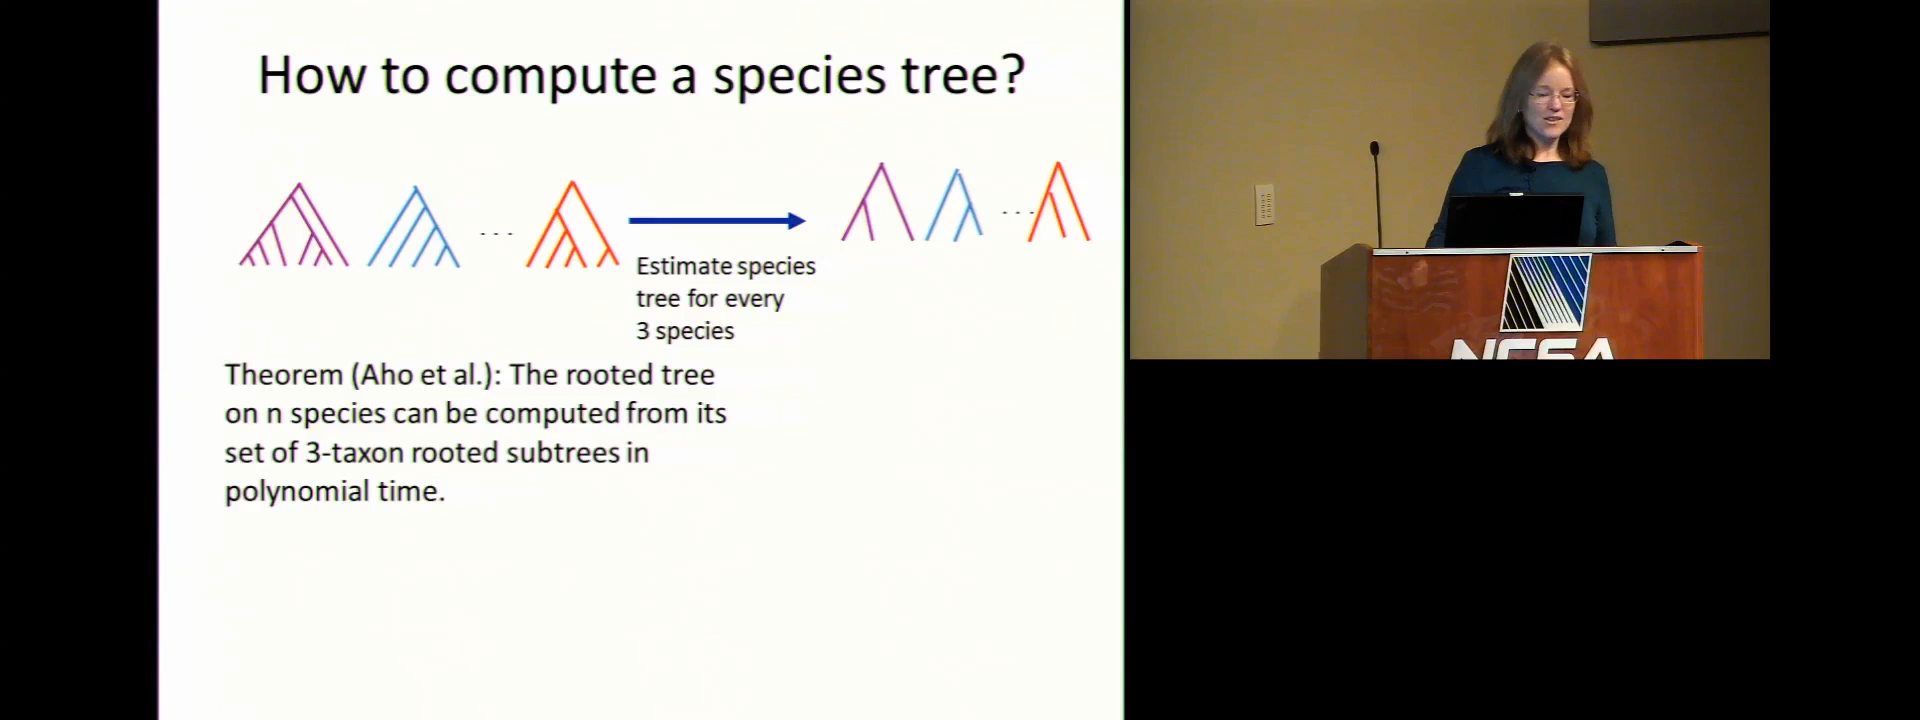 How to compute a species tree?
Estimate species
tree for every
3 species
Theorem (Aho et al.): The rooted tree
on n species can be computed from its
set of 3-taxon rooted subtrees in
polynomial time.
NCSA